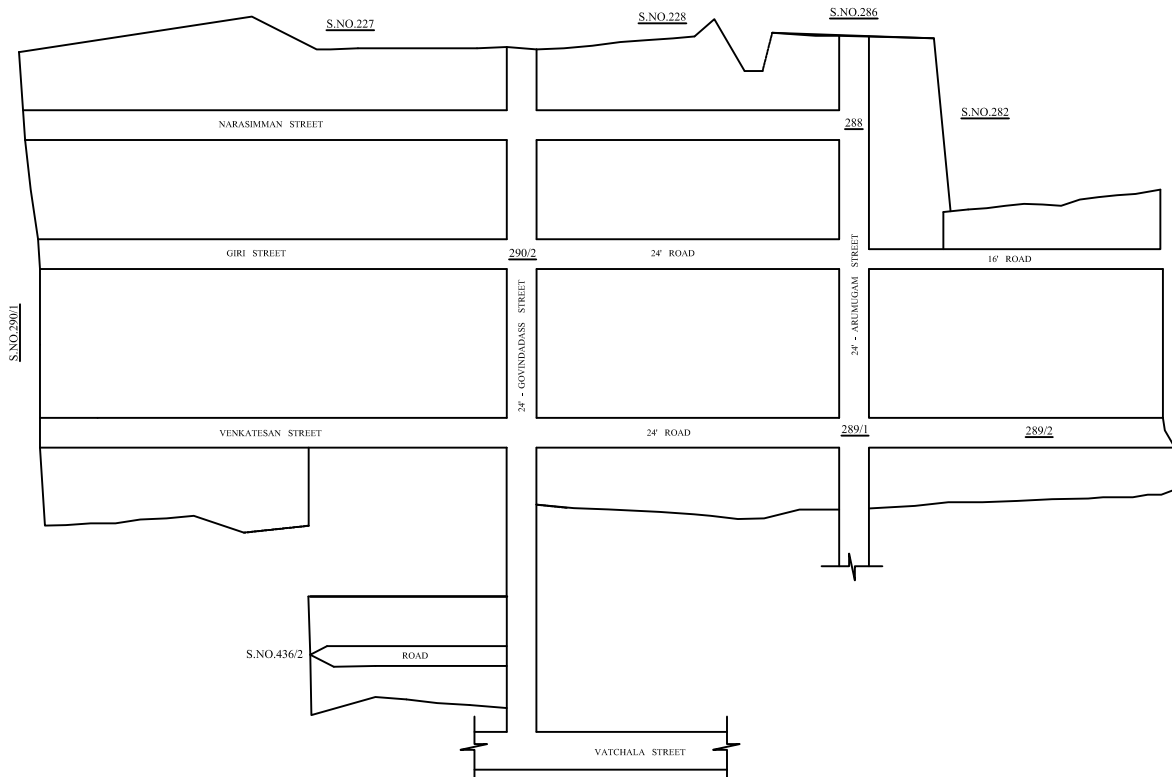 S.NO.227
S.NO.228
S.NO.286
S.NO.282
NARASIMMAN STREET
288
GIRI STREET
290/2
24' ROAD
24' - ARUMUGAM STREET
16' ROAD
S.NO.290/1
24' - GOVINDADASS STREET
VENKATESAN STREET
24' ROAD
289/1
289/2
S.NO.436/2
ROAD
VATCHALA STREET